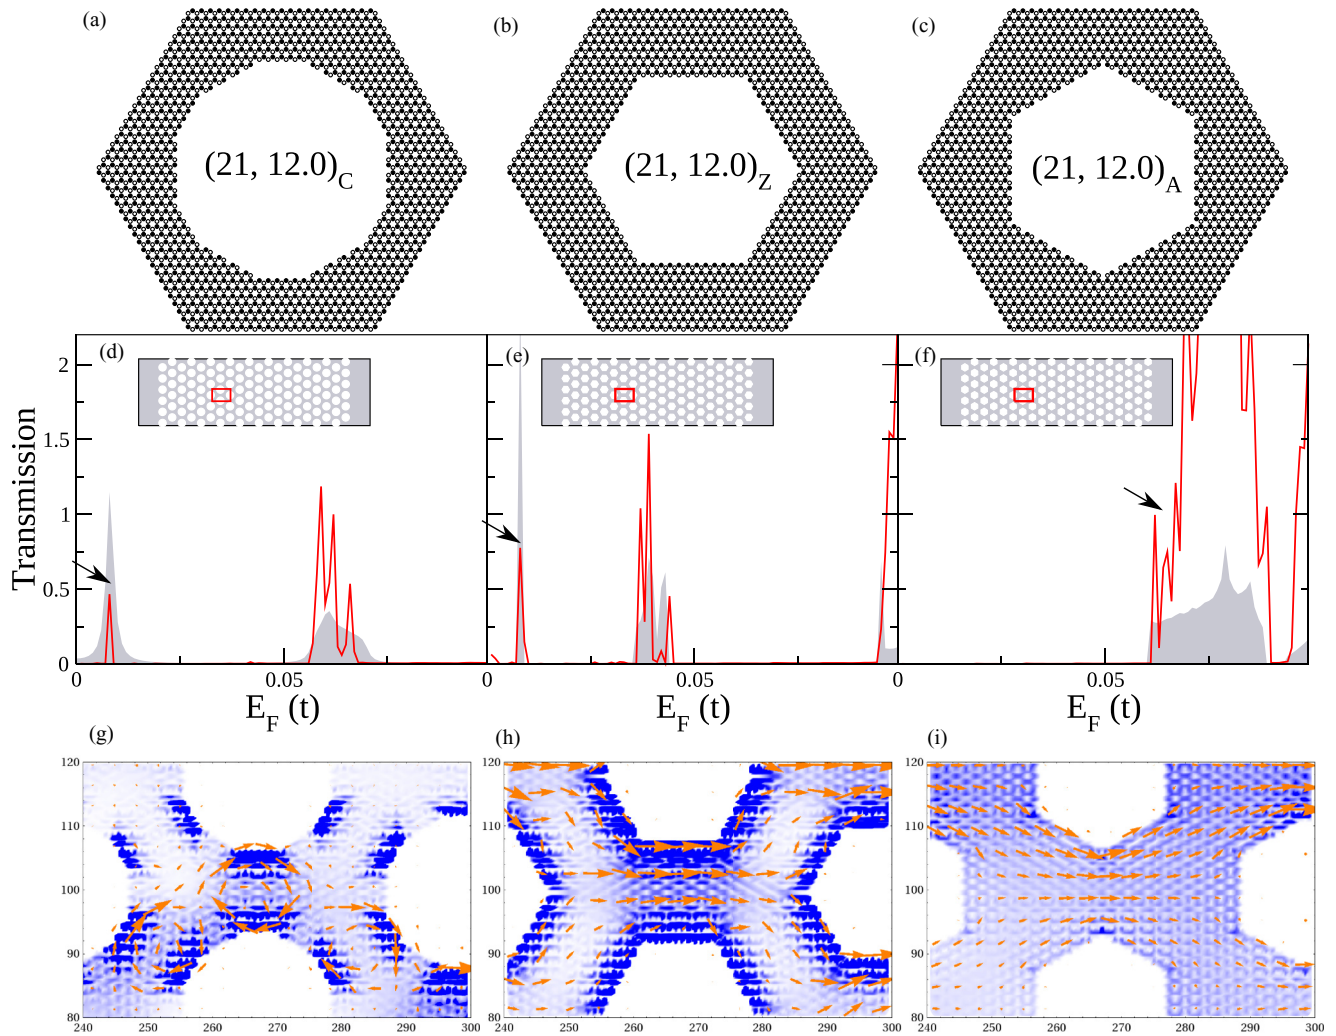 (a)
(b)
(c)
(21, 12.0)C
(21, 12.0)Z
(21, 12.0)A
(d)
(e)
(f)
Transmission
2
1.5
1
0.5
0
0 0.05
0 0.05
0 0.05
EF (t)
EF (t)
EF (t)
(g)
(h)
(i)
120
110
100
90
80
240 250 260 270 280 290 300
120
110
100
90
80
240 250 260 270 280 290 300
120
110
100
90
80
240 250 260 270 280 290 300